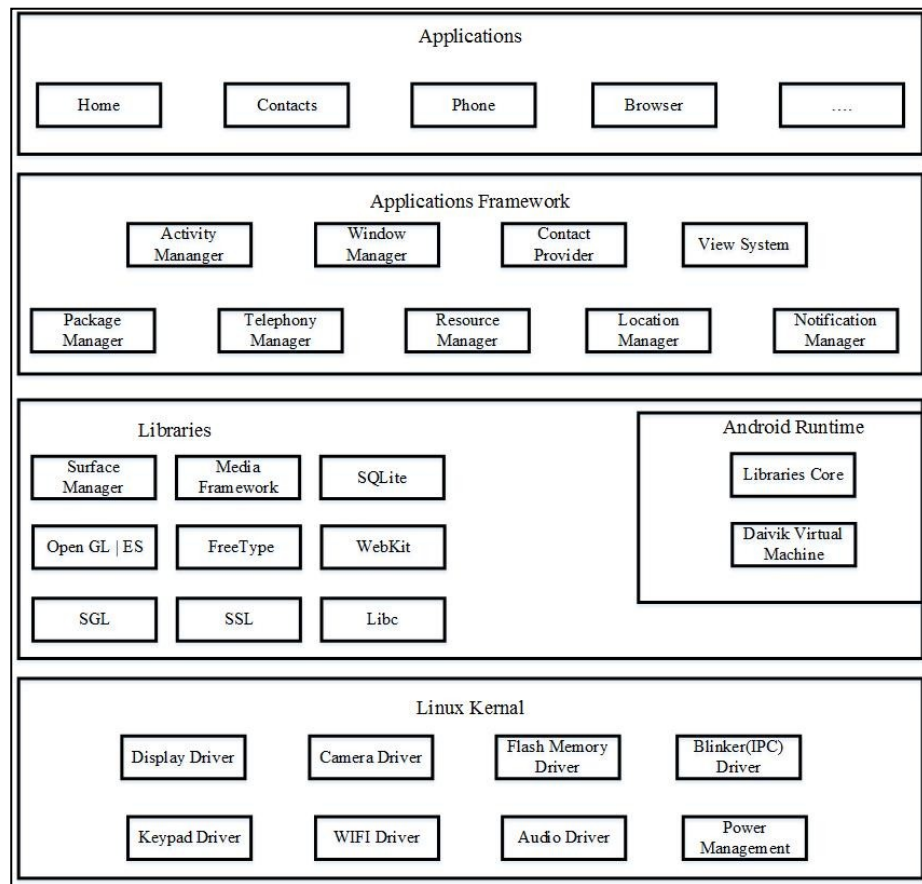 Applications
Home
Contacts
Phone
Browser
....
Applications Framework
Activity
Mananger
Window
Manager
Contact
Provider
View System
Package
Manager
Telephony
Manager
Resource
Manager
Location
Manager
Notification
Manager
Libraries
Surface
Manager
Media
Framework
SQLite
Open GL | ES
FreeType
WebKit
SGL
SSL
Libc
Android Runtime
Libraries Core
Daivik Virtual
Machine
Linux Kernal
Display Driver
Camera Driver
Flash Memory
Driver
Blinker(IPC)
Driver
Keypad Driver
WIFI Driver
Audio Driver
Power
Management